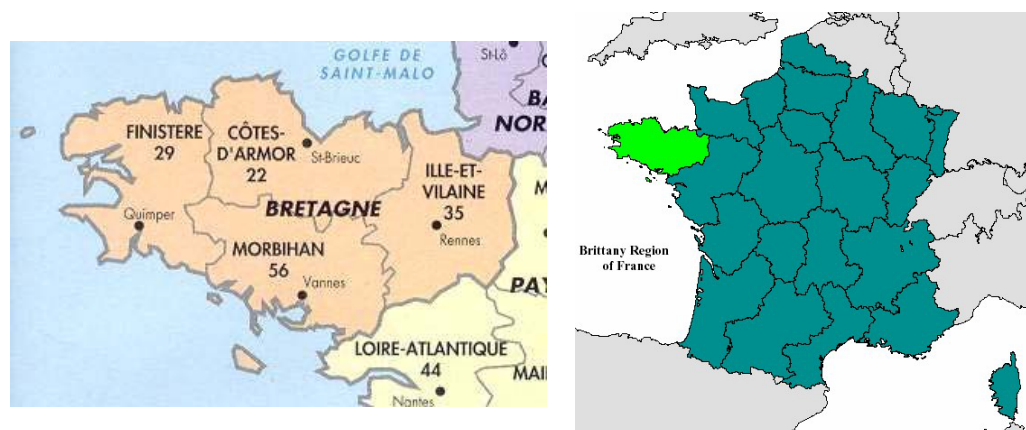 GOLFE DE
SAINT-MALO
St-Lô
BA
NOR
FINISTERE
29
CÔTES-
D'ARMOR
22
St-Brieuc
ILLE-ET-
VILAINE
35
BRETAGNE
Quimper
Rennes
MORBIHAN
56
Vannes
PAY
LOIRE-ATLANTIQUE
44
MAI
Nantes
Brittany Region
of France